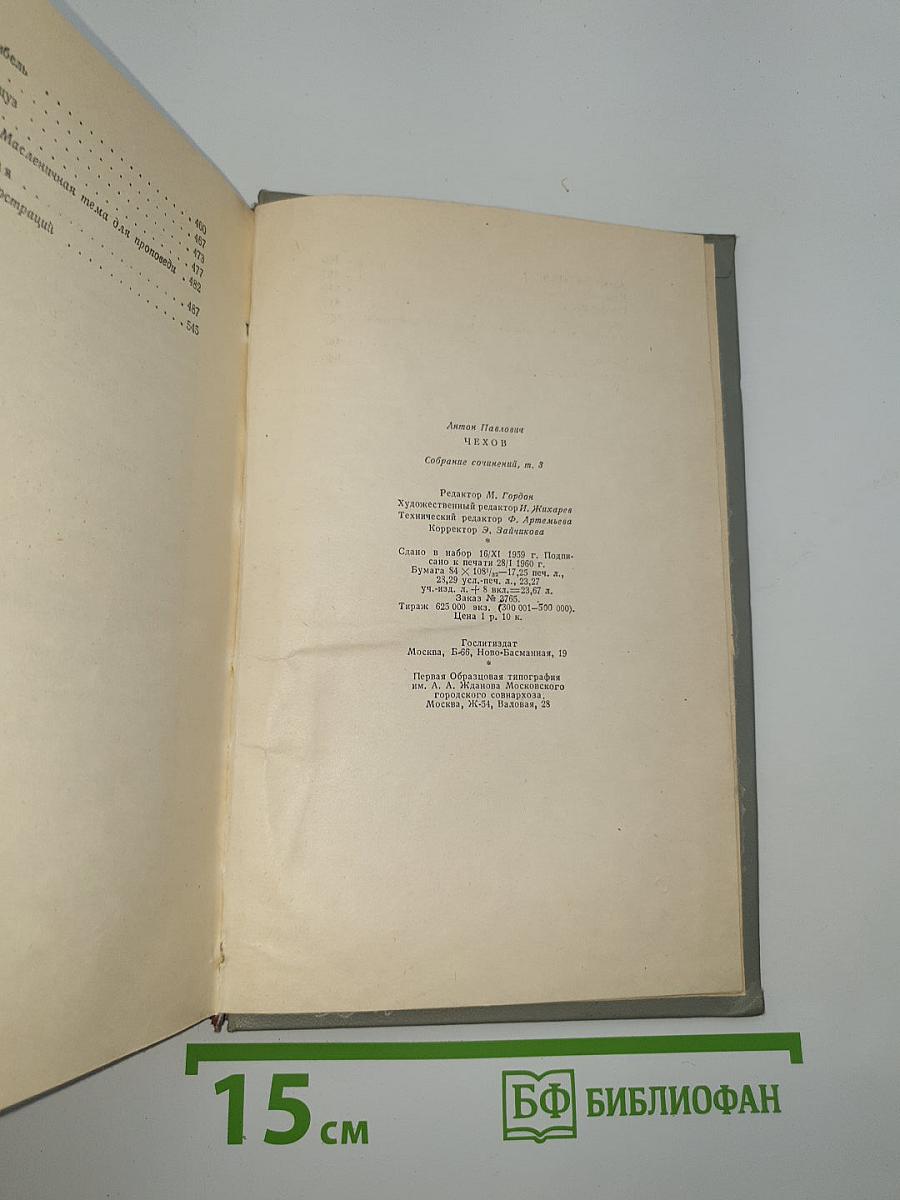 460
467
473
477
Масленичная тема для проповеди . 482
487
545
Антон Павлович
ЧЕХОВ
Собрание сочинений, т. 3
Редактор М. Гордон
Художественный редактор И. Жихарев
Технический редактор Ф. Артемьева
Корректор Э. Зайчикова
*
Сдано в набор 16/XI 1959 г. Подпи-
сано к печати 28/I 1960 г.
Бумага 84 × 108¹/₃₂—17,25 печ. л.,
28,29 усл.-печ. л., 23,27
уч.-изд. л. + 8 вкл.=23,67 л.
Заказ № 3765.
Тираж 625 000 экз. (300 001—500 000).
Цена 1 р. 10 к.
Гослитиздат
Москва, Б-66, Ново-Басманная, 19
*
Первая Образцовая типография
им. А. А. Жданова Московского
городского совнархоза.
Москва, Ж-54, Валовая, 28
15 см
БФ БИБЛИОФАН